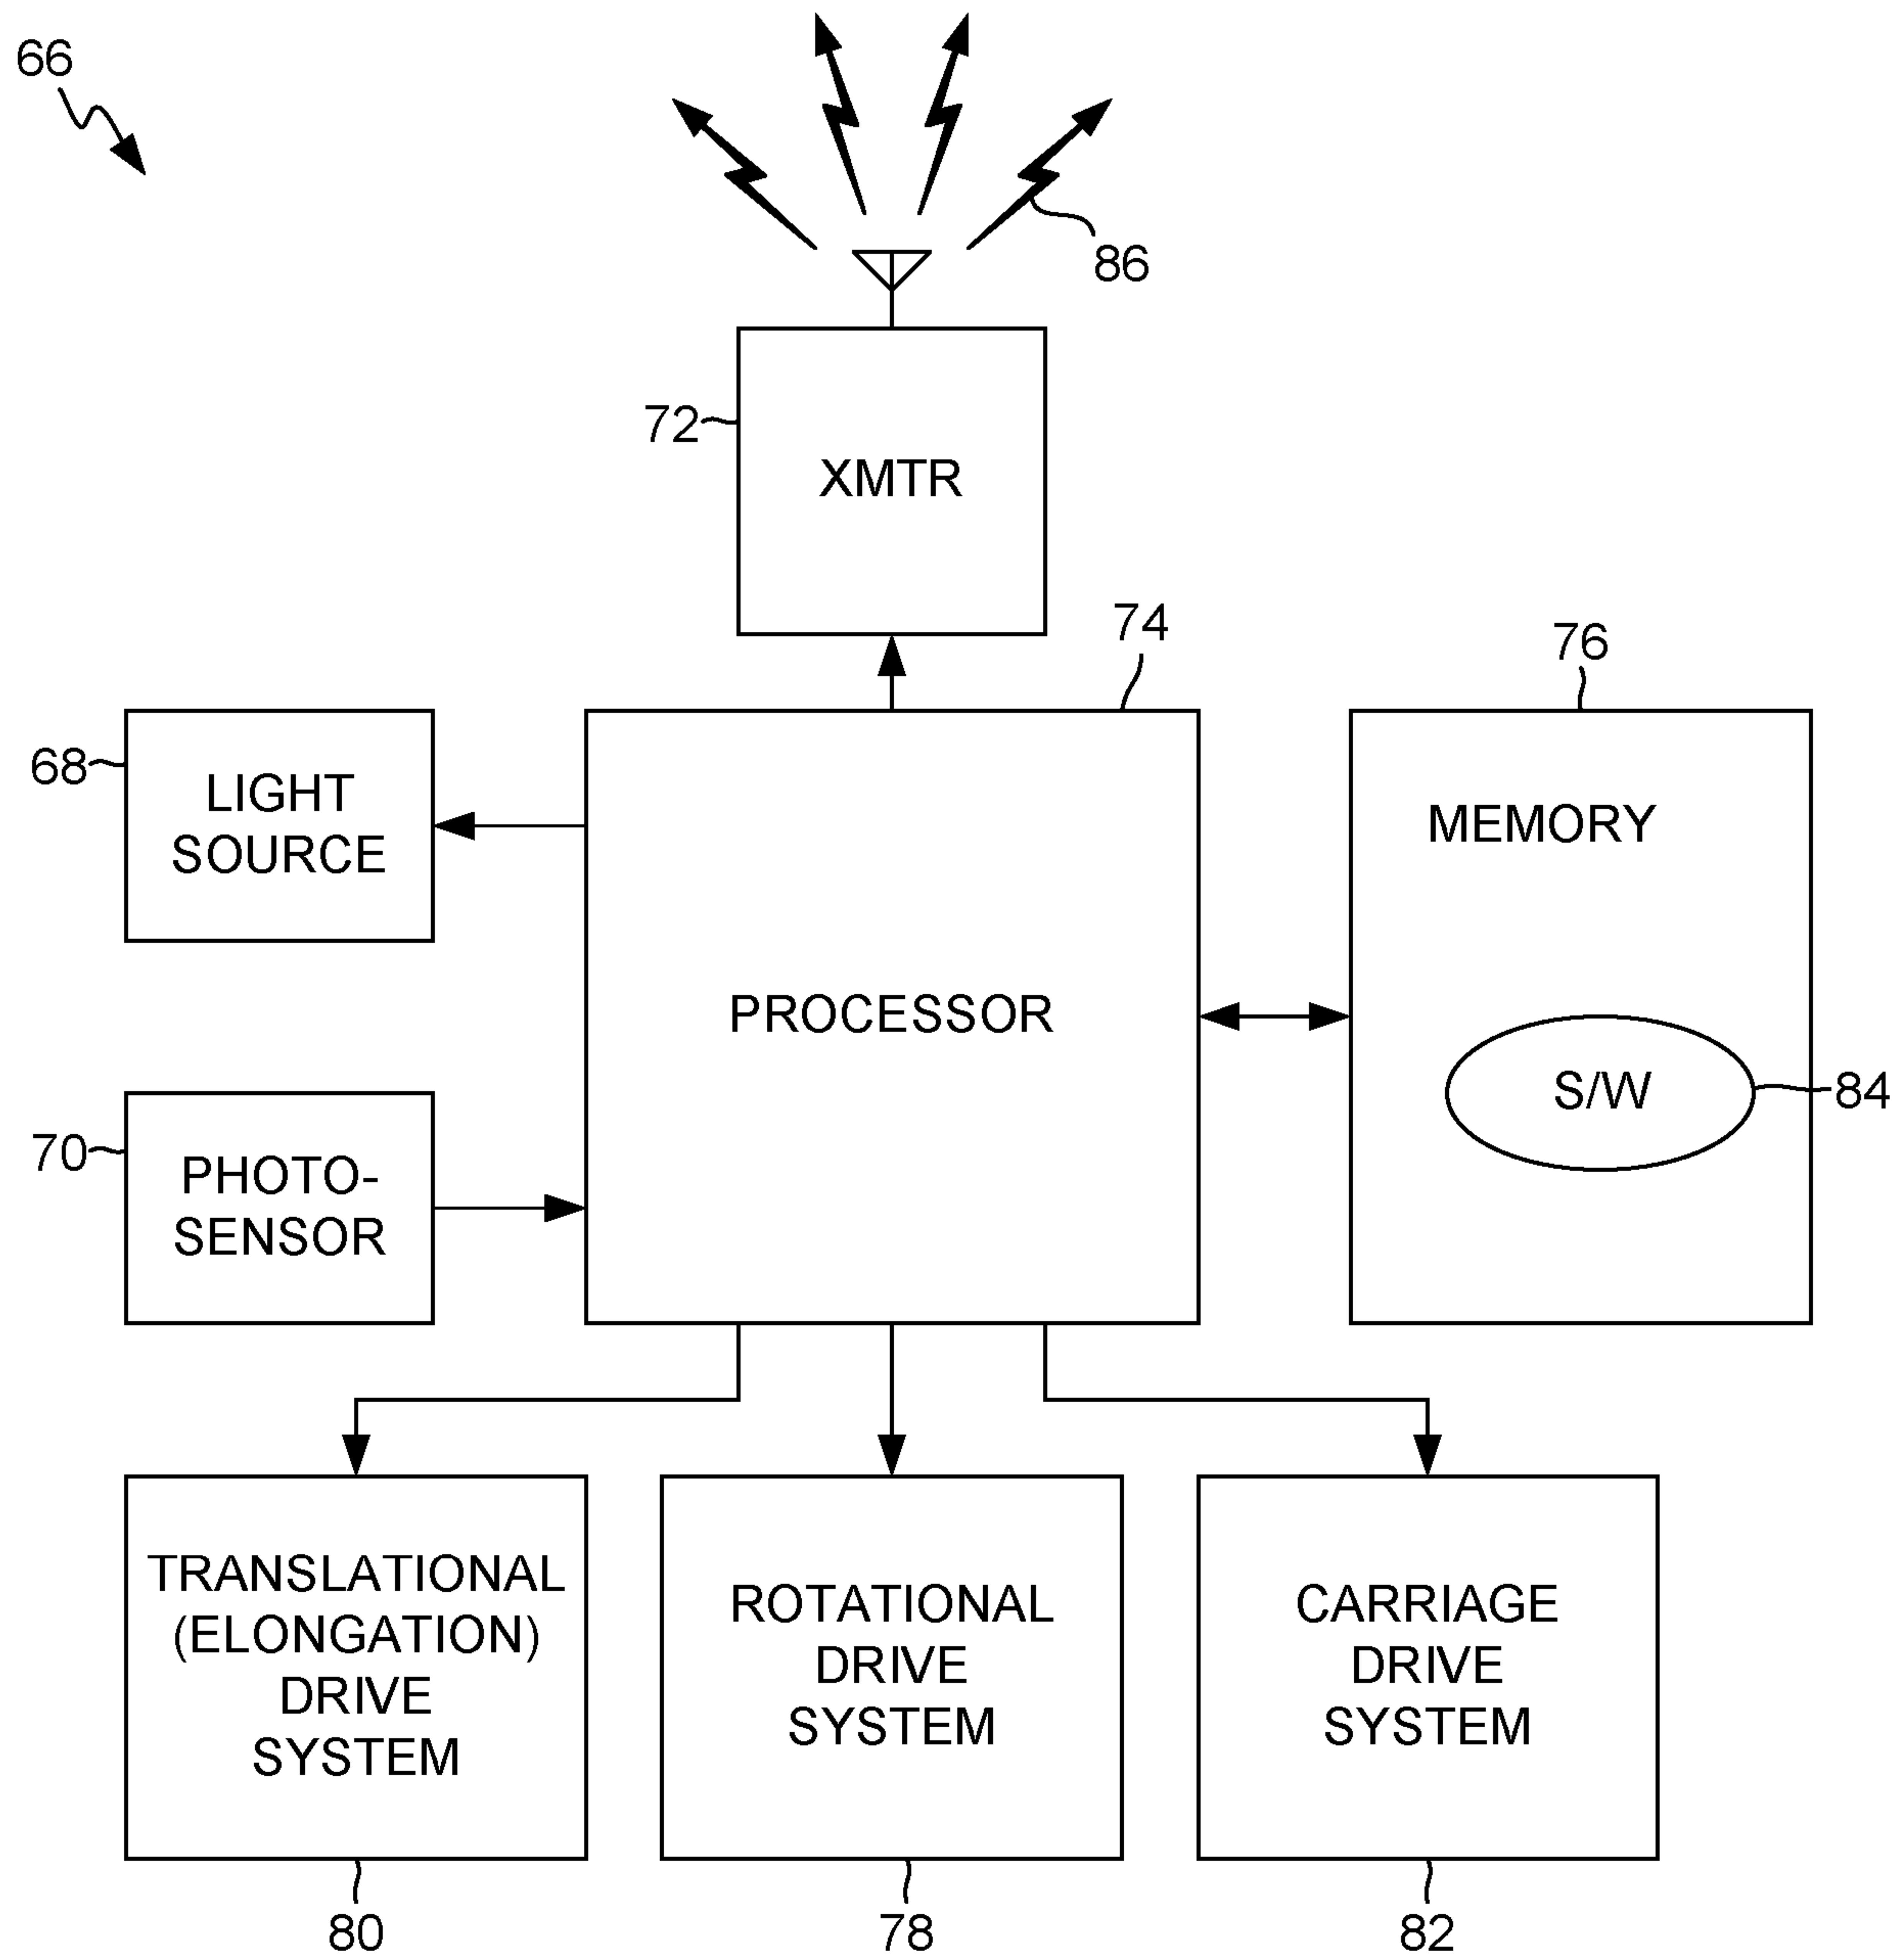 66
86
72
XMTR
74
76
68
LIGHT
SOURCE
MEMORY
PROCESSOR
S/W
84
70
PHOTO-
SENSOR
TRANSLATIONAL
(ELONGATION)
DRIVE
SYSTEM
ROTATIONAL
DRIVE
SYSTEM
CARRIAGE
DRIVE
SYSTEM
80
78
82